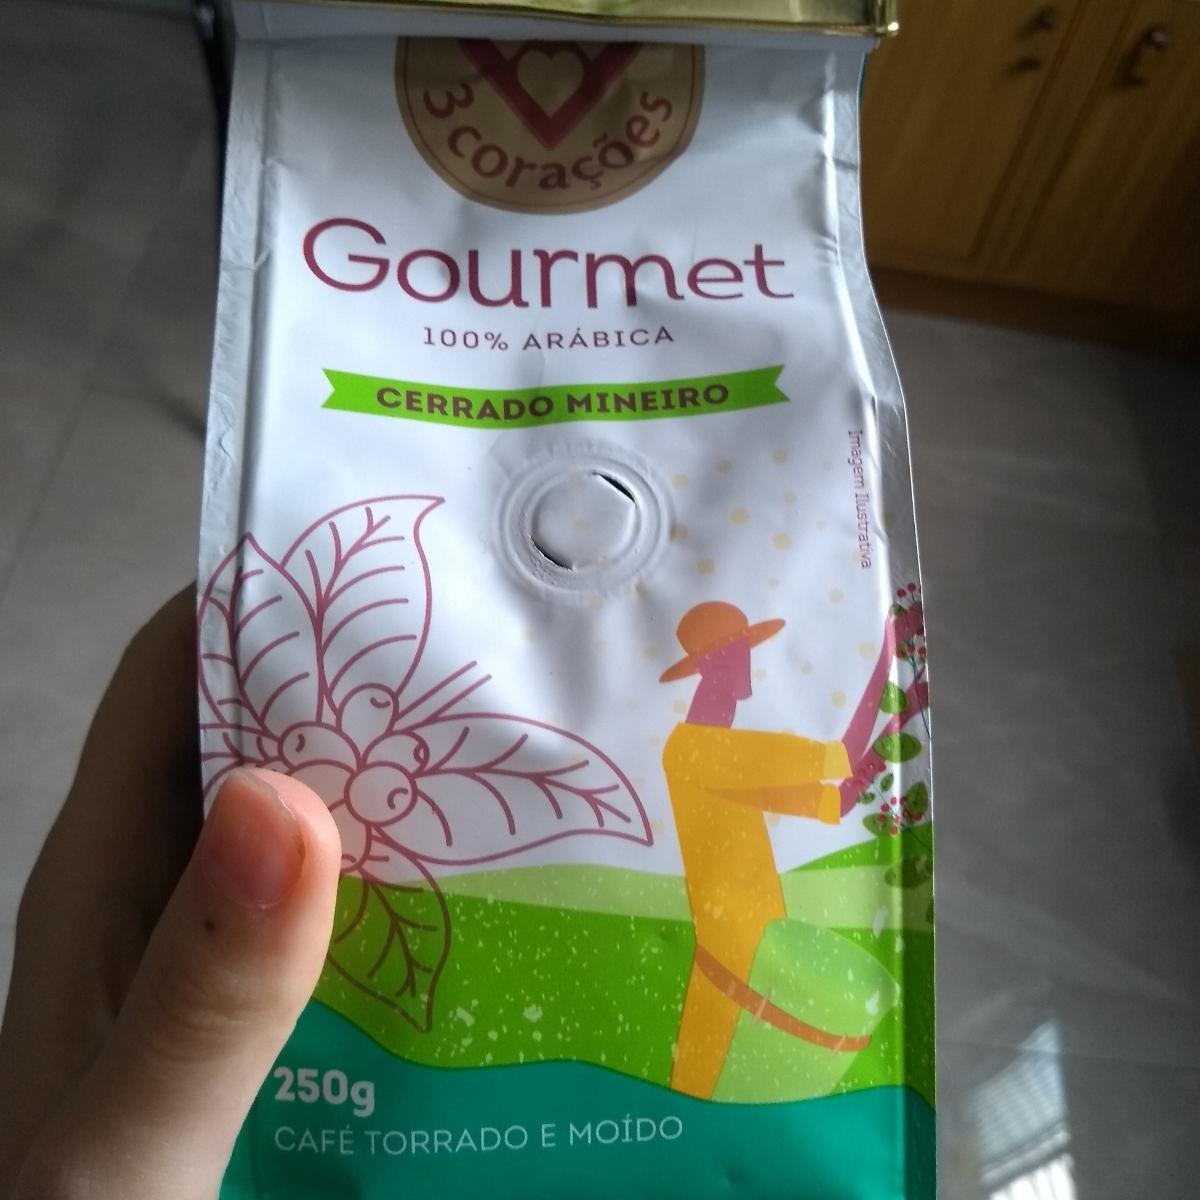 3 corações
Gourmet
100% ARÁBICA
CERRADO MINEIRO
Imagem Ilustrativa
250g
CAFÉ TORRADO E MOÍDO